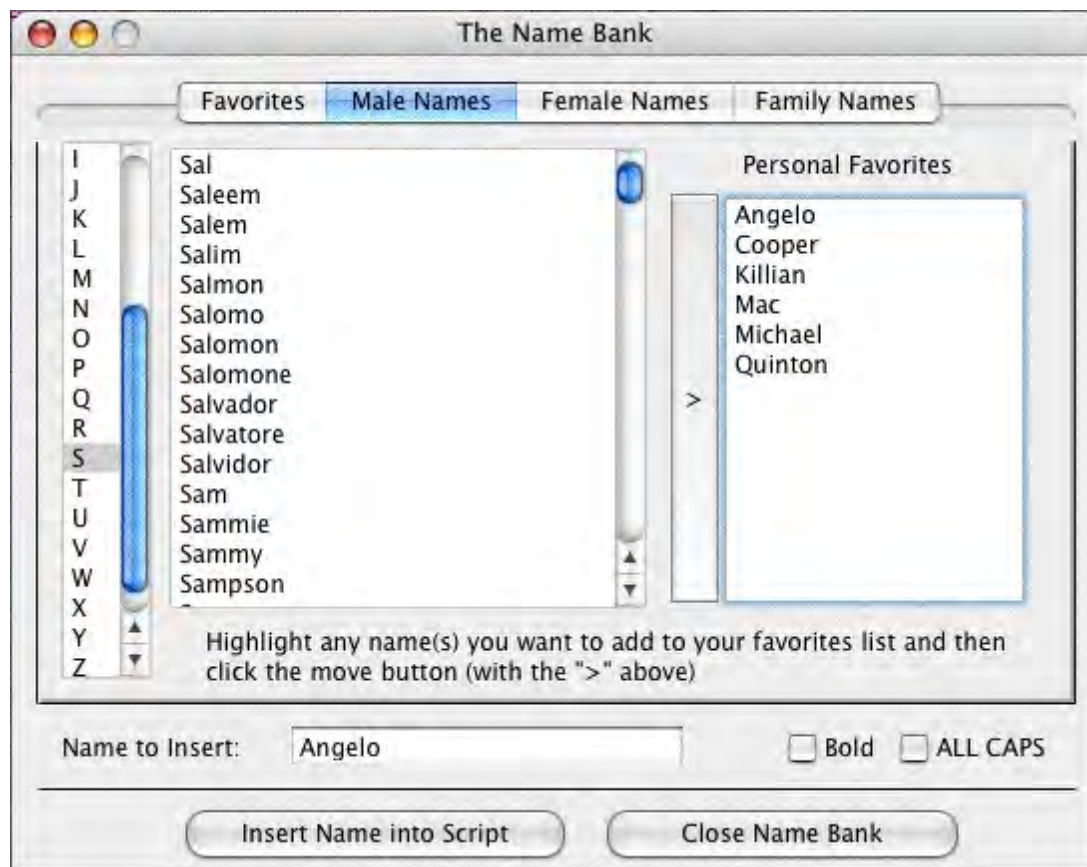 The Name Bank
Favorites Male Names Female Names Family Names
I
J
K
L
M
N
O
P
Q
R
S
T
U
V
W
X
Y
Z
Sal
Saleem
Salem
Salim
Salmon
Salomo
Salomon
Salomone
Salvador
Salvatore
Salvidor
Sam
Sammie
Sammy
Sampson
>
Personal Favorites
Angelo
Cooper
Killian
Mac
Michael
Quinton
Highlight any name(s) you want to add to your favorites list and then
click the move button (with the ">" above)
Name to Insert: Angelo Bold ALL CAPS
Insert Name into Script Close Name Bank